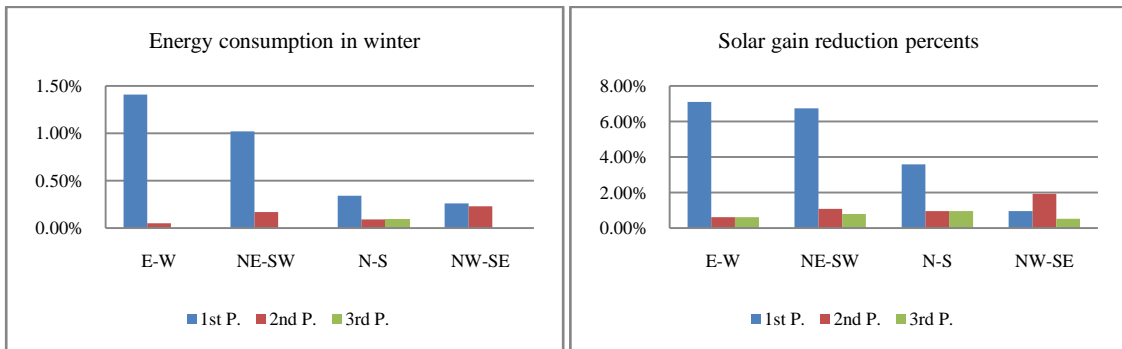 Energy consumption in winter
1.50%
1.00%
0.50%
0.00%
E-W NE-SW N-S NW-SE
1st P. 2nd P. 3rd P.
Solar gain reduction percents
8.00%
6.00%
4.00%
2.00%
0.00%
E-W NE-SW N-S NW-SE
1st P. 2nd P. 3rd P.